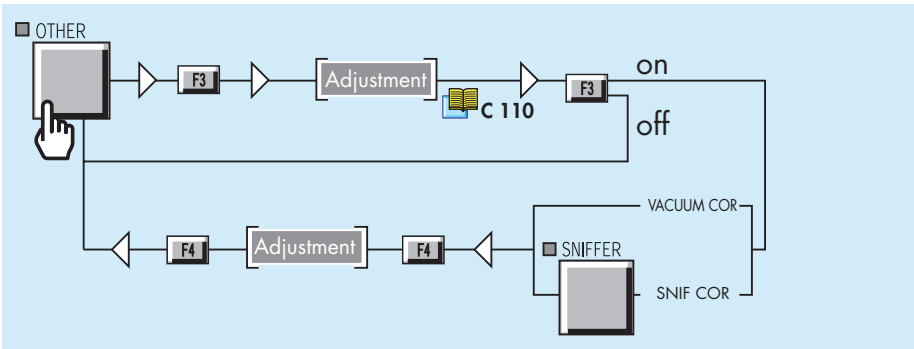 OTHER
F3
Adjustment
C 110
F3
on
off
VACUUM COR
F4
Adjustment
F4
SNIFFER
SNIF COR